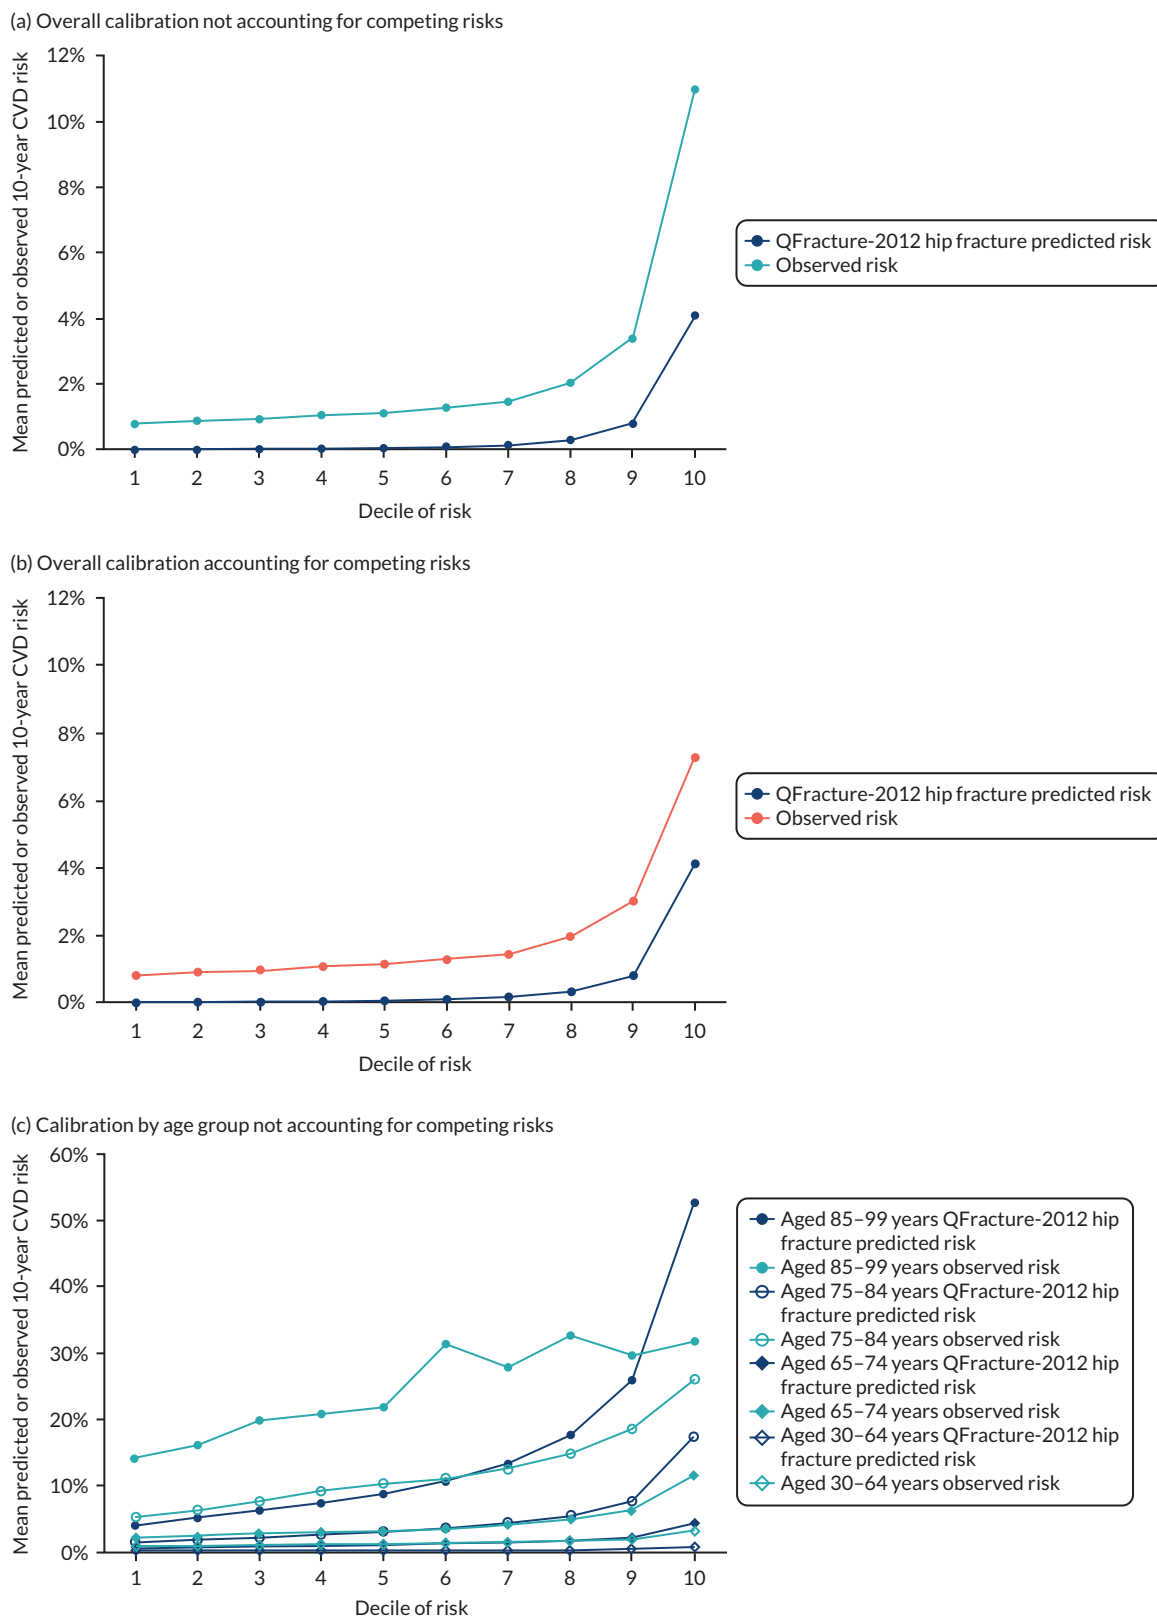 (a) Overall calibration not accounting for competing risks
Mean predicted or observed 10-year CVD risk
12%
10%
8%
6%
4%
2%
0%
1 2 3 4 5 6 7 8 9 10
Decile of risk
QFracture-2012 hip fracture predicted risk
Observed risk
(b) Overall calibration accounting for competing risks
Mean predicted or observed 10-year CVD risk
12%
10%
8%
6%
4%
2%
0%
1 2 3 4 5 6 7 8 9 10
Decile of risk
QFracture-2012 hip fracture predicted risk
Observed risk
(c) Calibration by age group not accounting for competing risks
Mean predicted or observed 10-year CVD risk
60%
50%
40%
30%
20%
10%
0%
1 2 3 4 5 6 7 8 9 10
Decile of risk
Aged 85–99 years QFracture-2012 hip
fracture predicted risk
Aged 85–99 years observed risk
Aged 75–84 years QFracture-2012 hip
fracture predicted risk
Aged 75–84 years observed risk
Aged 65–74 years QFracture-2012 hip
fracture predicted risk
Aged 65–74 years observed risk
Aged 30–64 years QFracture-2012 hip
fracture predicted risk
Aged 30–64 years observed risk